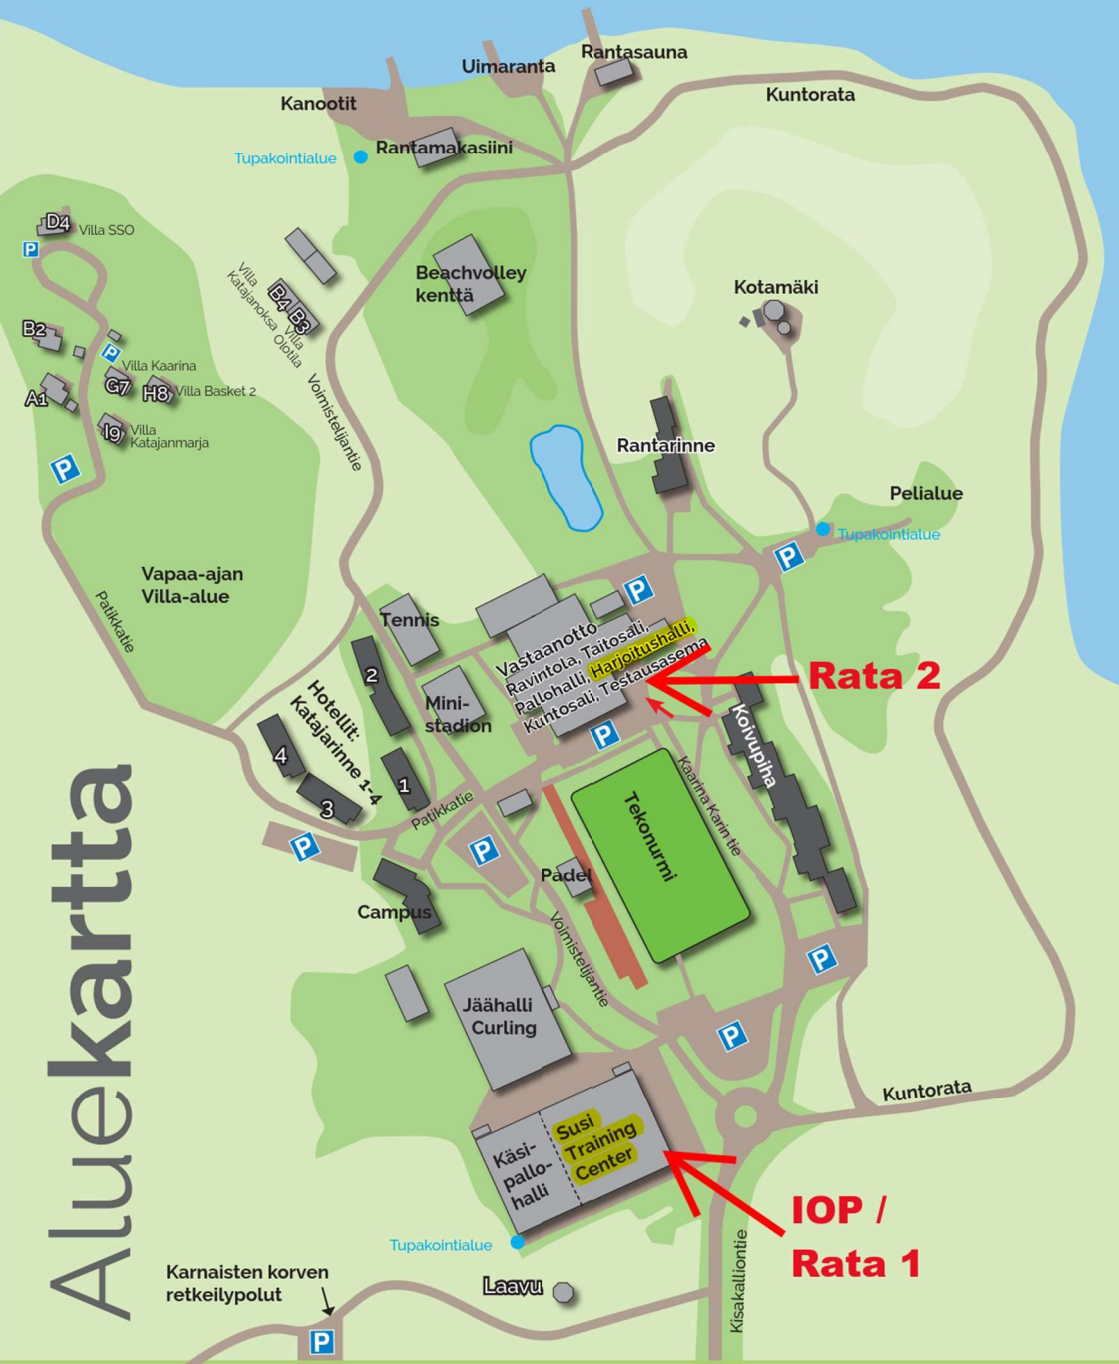 Rantasauna
Uimaranta
Kuntorata
Kanootit
Rantamakasiini
Tupakointialue
D4
Villa SSO
P
Beachvolley
kenttä
Villa
Katajanoksa
B4
B3
Villa
Olotila
Kotamäki
B2
P
Villa Kaarina
G7
H8
Villa Basket 2
A1
I9
Villa
Katajanmarja
Voimistelijantie
P
Rantarinne
Pelialue
Tupakointialue
P
Vapaa-ajan
Villa-alue
Patikkatie
P
Tennis
Vastaanotto
Ravintola, Taitosali,
Pallohalli, Harjoitushalli,
Kuntosali, Testausasema
Rata 2
2
Mini-
stadion
Hotellit:
Katajarinne 1-4
P
Koivupiha
4
3
1
Patikkatie
Kaarina Karin tie
Tekonurmi
P
P
Padel
Campus
Voimistelijantie
P
Jäähalli
Curling
P
Kuntorata
Käsi-
pallo-
halli
Susi
Training
Center
IOP /
Rata 1
Tupakointialue
Kisakalliontie
Laavu
Karnaisten korven
retkeilypolut
P
Aluekartta